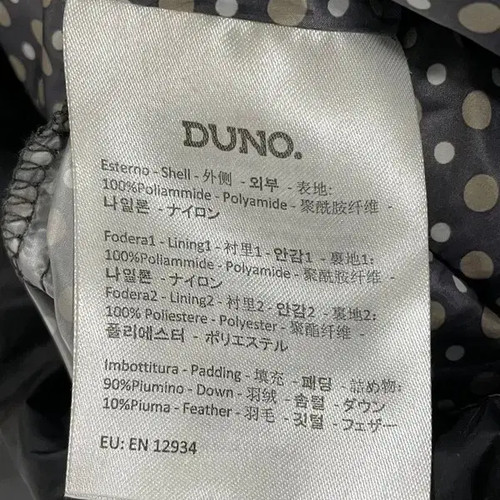 DUNO.
Esterno - Shell - 外侧 - 외부 - 表地:
100%Poliammide - Polyamide - 聚酰胺纤维 -
나일론 - ナイロン
Fodera1 - Lining1 - 衬里1 - 안감1 - 裏地1:
100%Poliammide - Polyamide - 聚酰胺纤维 -
나일론 - ナイロン
Fodera2 - Lining2 - 衬里2 - 안감2 - 裏地2:
100% Poliestere - Polyester - 聚酯纤维 -
폴리에스터 - ポリエステル
Imbottitura - Padding - 填充 - 패딩 - 詰め物:
90%Piumino - Down - 羽绒 - 솜털 - ダウン
10%Piuma - Feather - 羽毛 - 깃털 - フェザー
EU: EN 12934